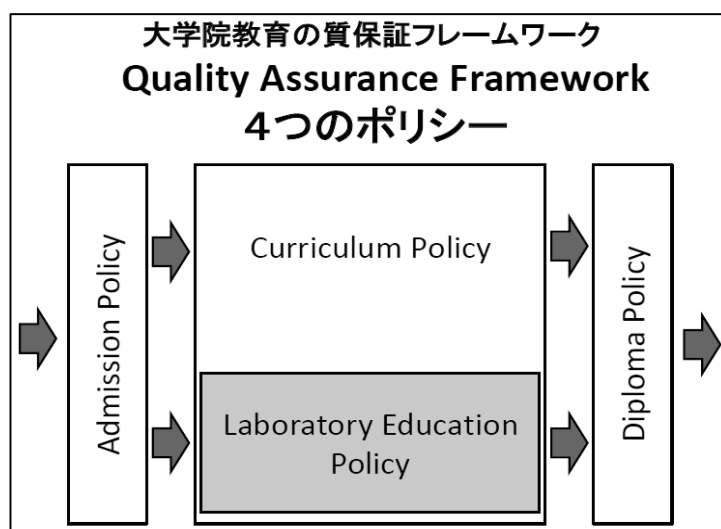 大学院教育の質保証フレームワーク
Quality Assurance Framework
４つのポリシー
Admission Policy
Curriculum Policy
Laboratory Education
Policy
Diploma Policy